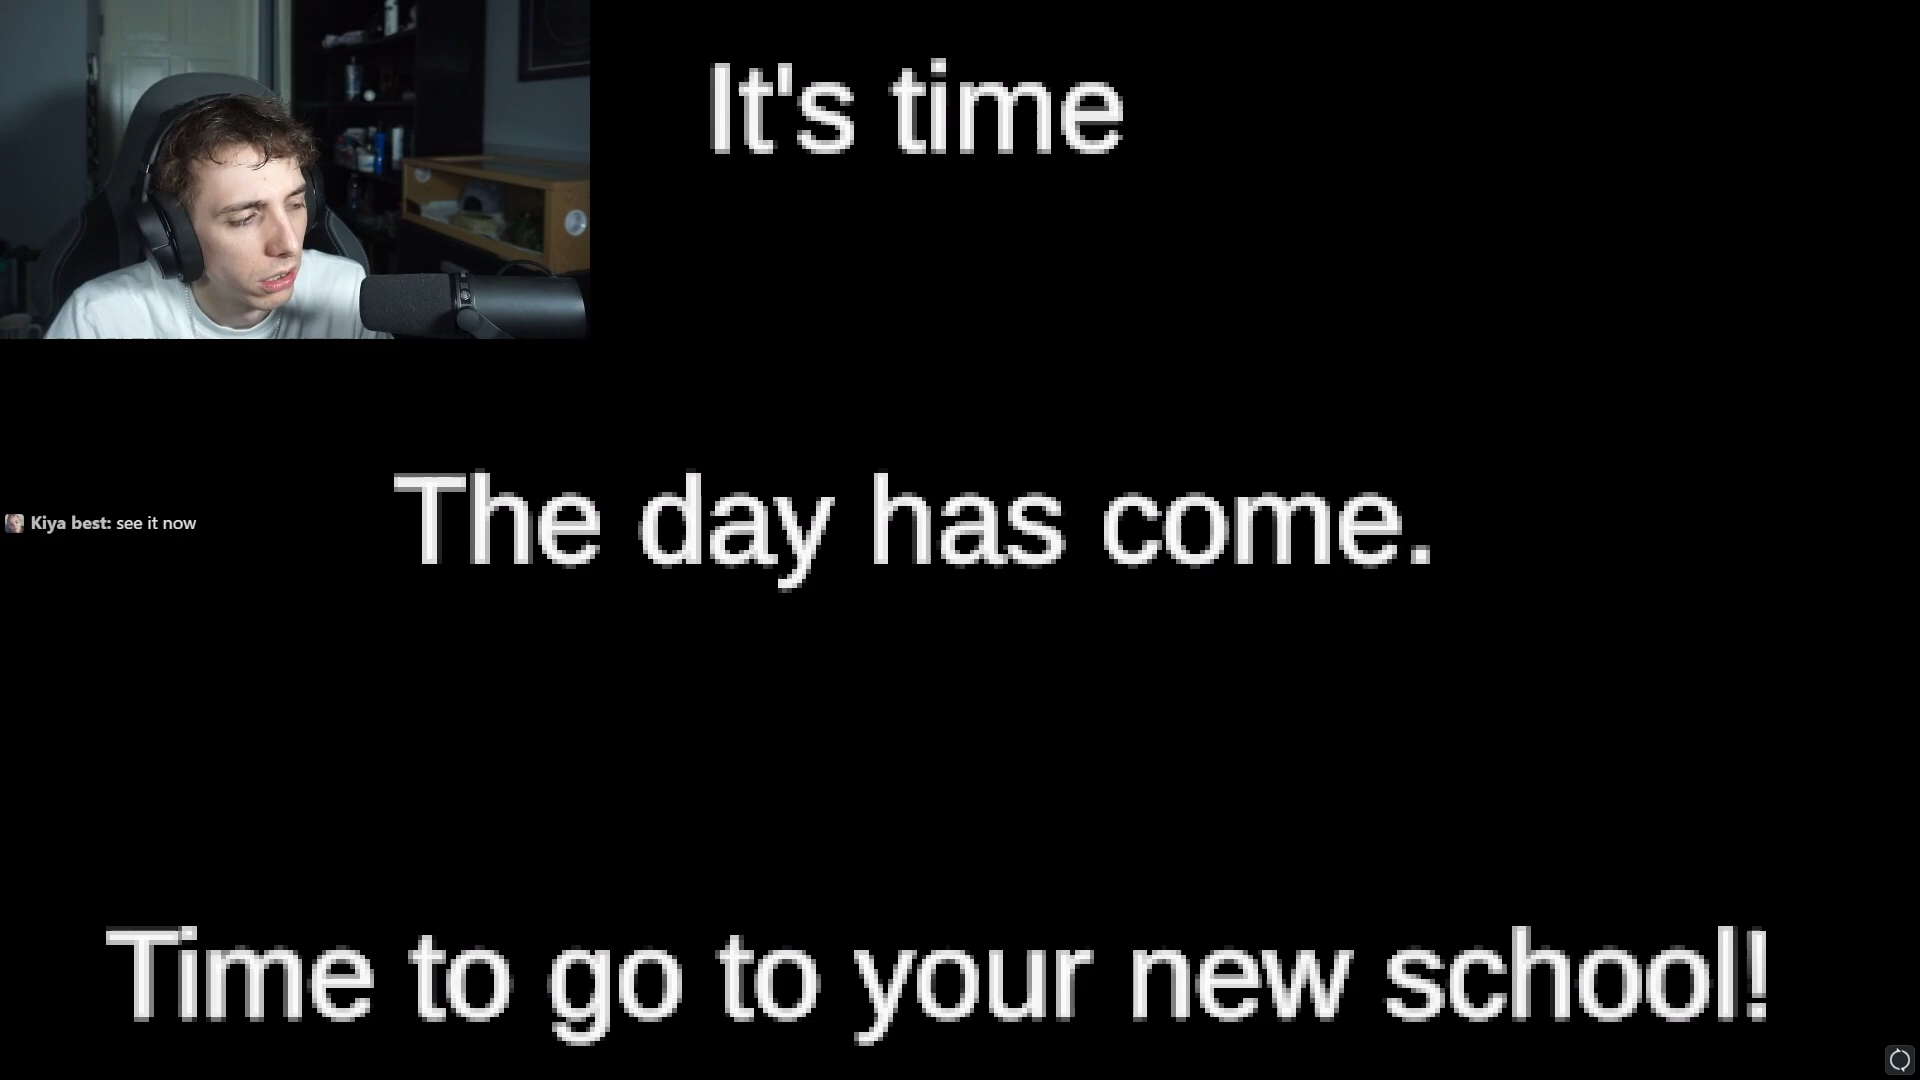 It's time
The day has come.
Kiya best: see it now
Time to go to your new school!